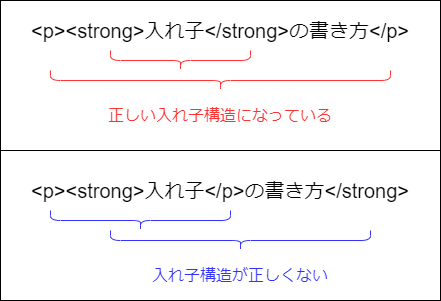 <p><strong>入れ子</strong>の書き方</p>
正しい入れ子構造になっている
<p><strong>入れ子</p>の書き方</strong>
入れ子構造が正しくない